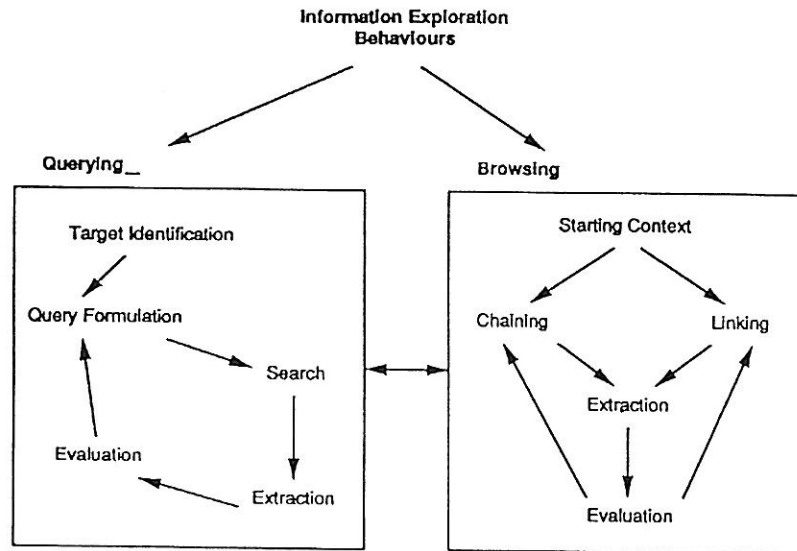 Information Exploration
Behaviours
Querying_
Target Identification
Query Formulation
Search
Evaluation
Extraction
Browsing
Starting Context
Chaining
Linking
Extraction
Evaluation